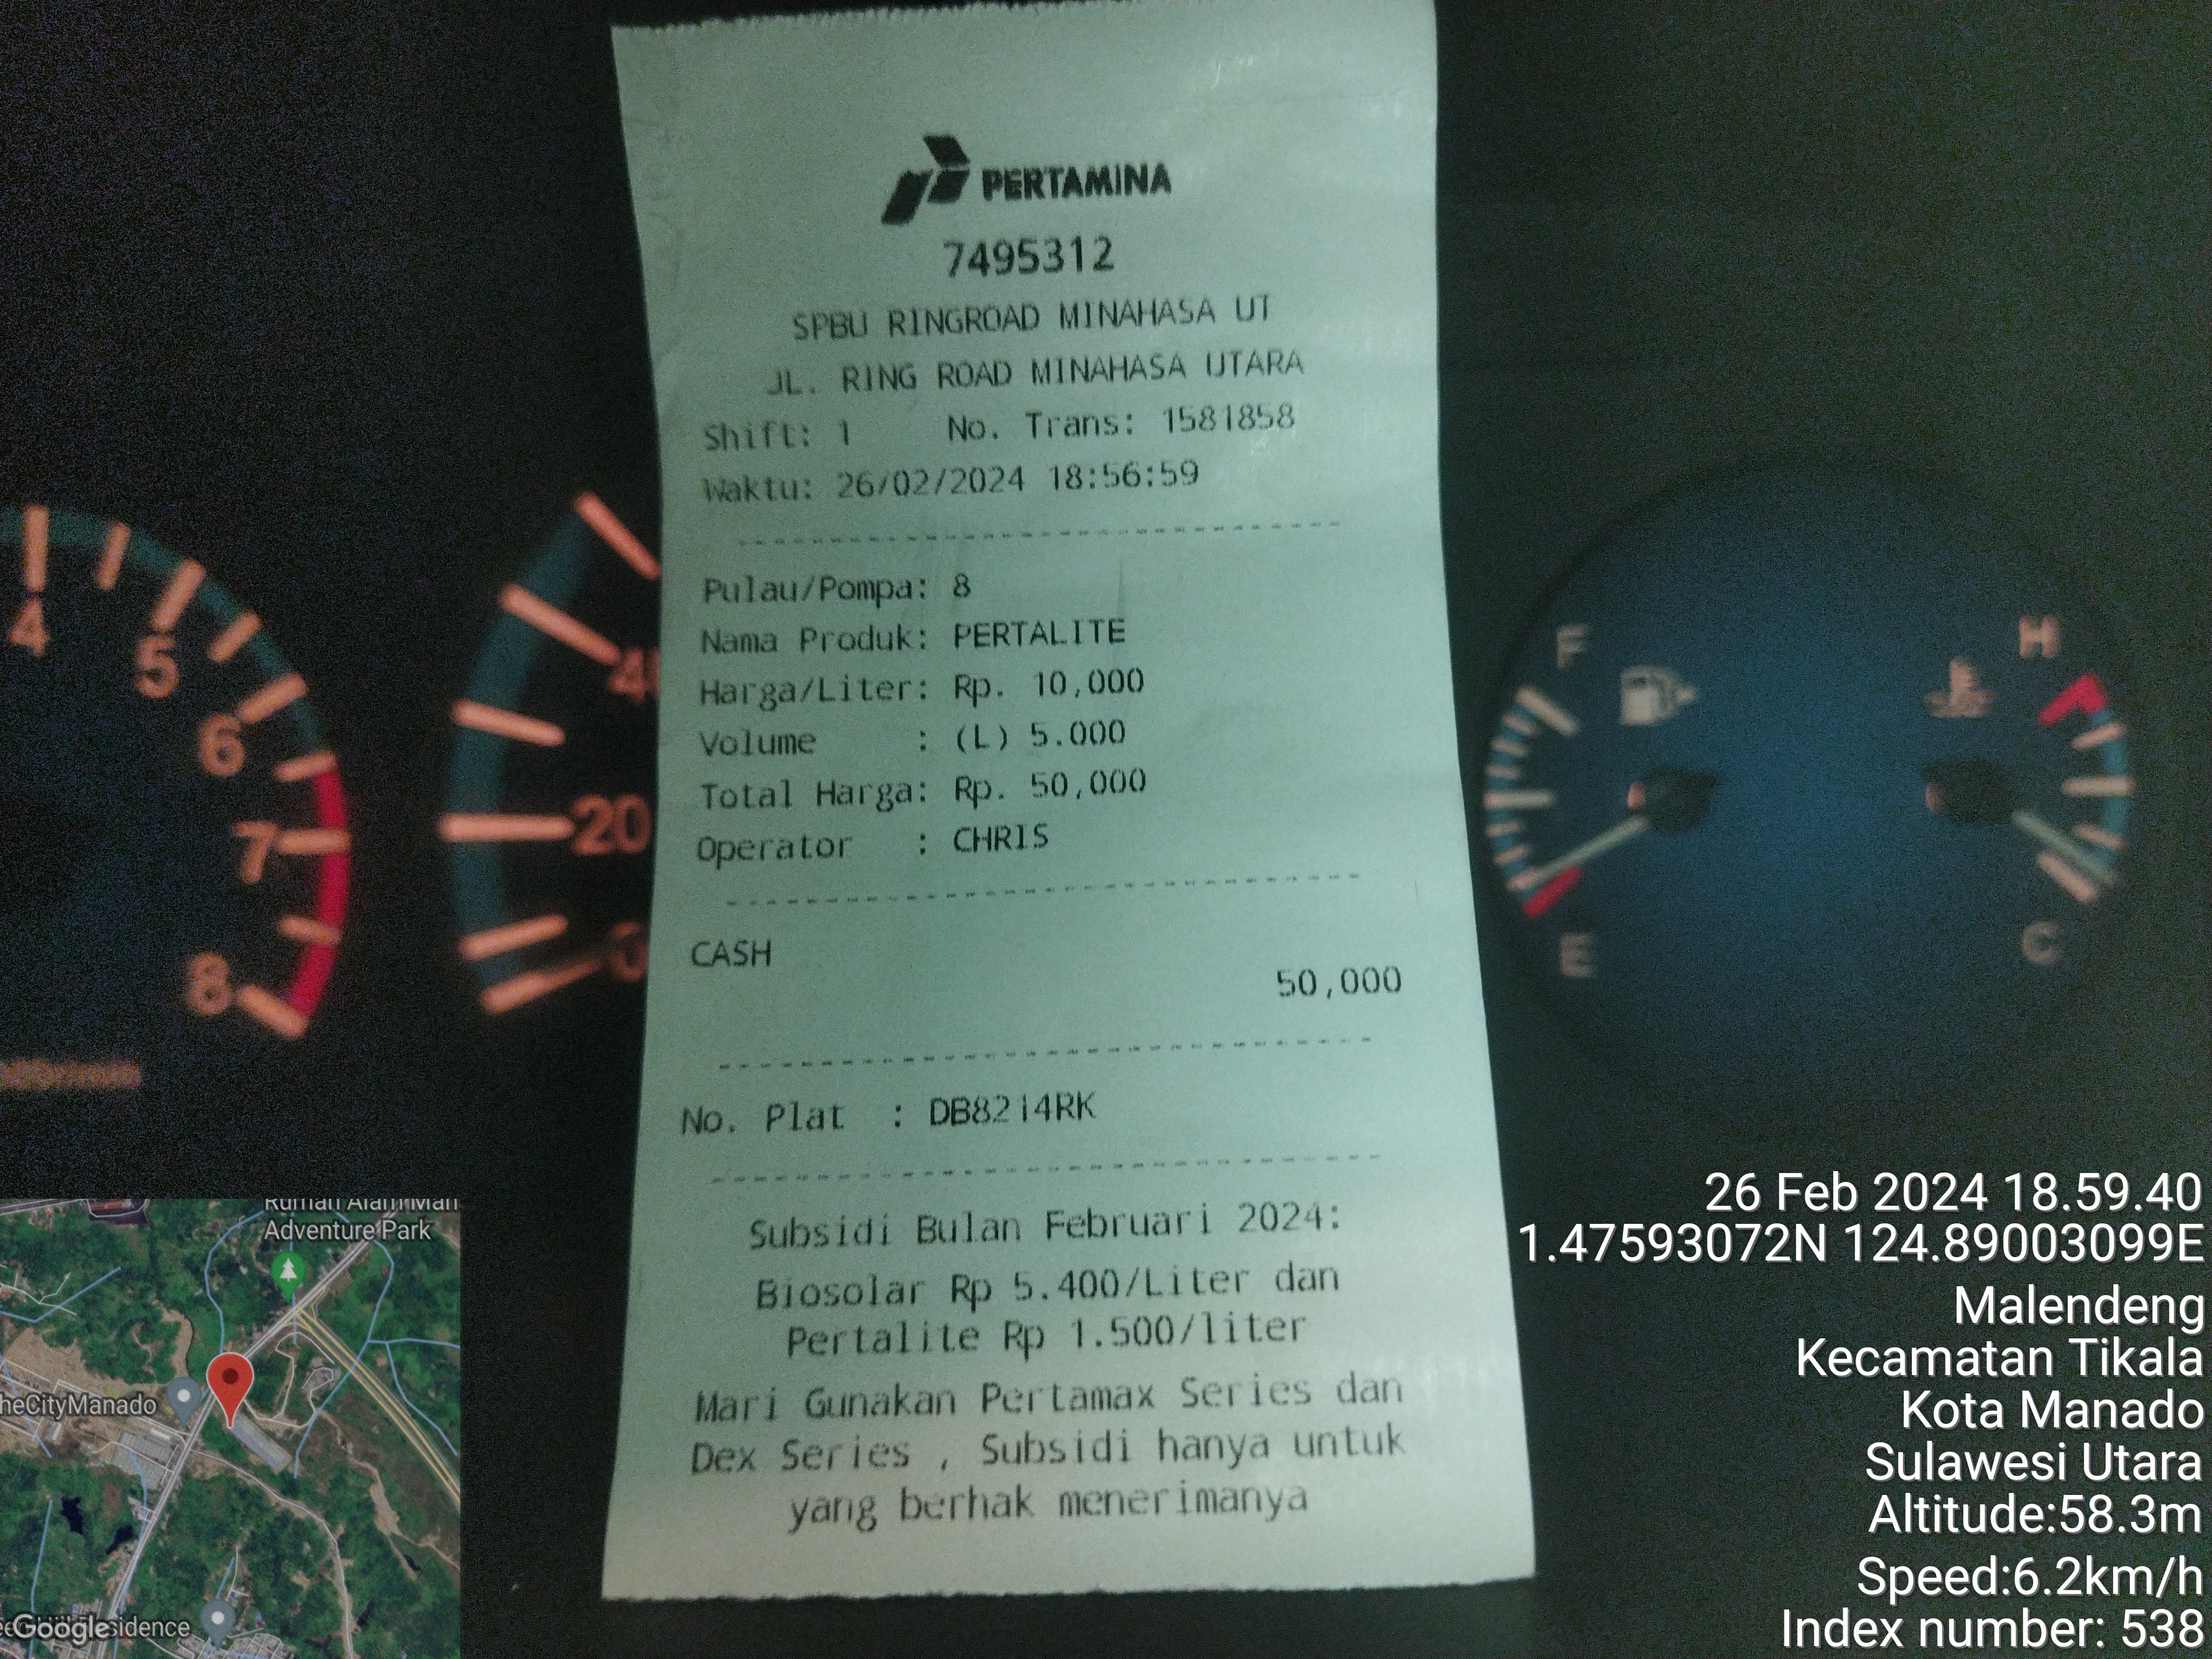 PERTAMINA
7495312
SPBU RINGROAD MINAHASA UT
JL. RING ROAD MINAHASA UTARA
Shift: 1 No. Trans: 1581858
Waktu: 26/02/2024 18:56:59
Pulau/Pompa: 8
Nama Produk: PERTALITE
Harga/Liter: Rp. 10,000
Volume : (L) 5.000
Total Harga: Rp. 50,000
Operator : CHRIS
CASH
50,000
No. Plat : DB8214RK
Subsidi Bulan Februari 2024:
Biosolar Rp 5.400/Liter dan
Pertalite Rp 1.500/liter
Mari Gunakan Pertamax Series dan
Dex Series , Subsidi hanya untuk
yang berhak menerimanya
4
5
6
7
8
20
0
F
E
H
C
Adventure Park
heCityManado
Google
sidence
26 Feb 2024 18.59.40
1.47593072N 124.89003099E
Malendeng
Kecamatan Tikala
Kota Manado
Sulawesi Utara
Altitude:58.3m
Speed:6.2km/h
Index number: 538